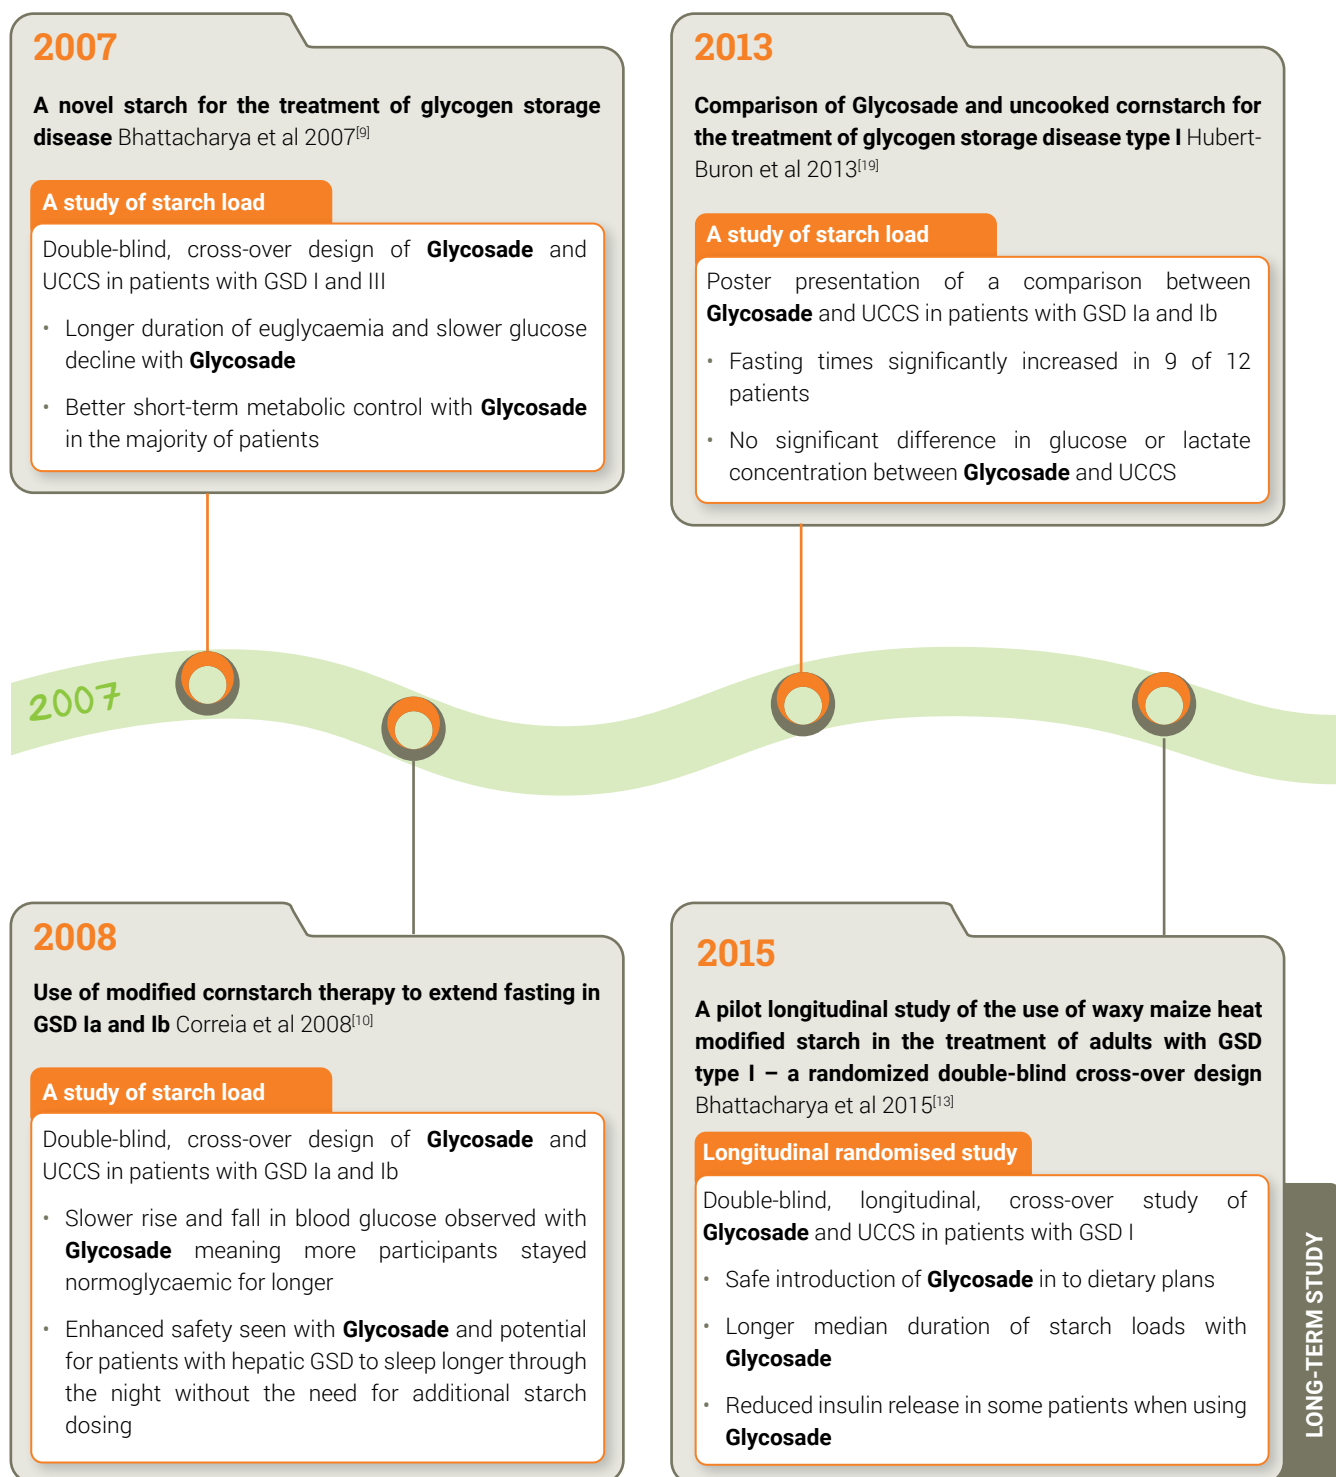 2007
A novel starch for the treatment of glycogen storage
disease Bhattacharya et al 2007[9]
A study of starch load
Double-blind, cross-over design of Glycosade and
UCCS in patients with GSD I and III
• Longer duration of euglycaemia and slower glucose
decline with Glycosade
• Better short-term metabolic control with Glycosade
in the majority of patients
2013
Comparison of Glycosade and uncooked cornstarch for
the treatment of glycogen storage disease type I Hubert-
Buron et al 2013[19]
A study of starch load
Poster presentation of a comparison between
Glycosade and UCCS in patients with GSD Ia and Ib
• Fasting times significantly increased in 9 of 12
patients
• No significant difference in glucose or lactate
concentration between Glycosade and UCCS
2007
2008
Use of modified cornstarch therapy to extend fasting in
GSD Ia and Ib Correia et al 2008[10]
A study of starch load
Double-blind, cross-over design of Glycosade and
UCCS in patients with GSD Ia and Ib
• Slower rise and fall in blood glucose observed with
Glycosade meaning more participants stayed
normoglycaemic for longer
• Enhanced safety seen with Glycosade and potential
for patients with hepatic GSD to sleep longer through
the night without the need for additional starch
dosing
2015
A pilot longitudinal study of the use of waxy maize heat
modified starch in the treatment of adults with GSD
type I – a randomized double-blind cross-over design
Bhattacharya et al 2015[13]
Longitudinal randomised study
Double-blind, longitudinal, cross-over study of
Glycosade and UCCS in patients with GSD I
• Safe introduction of Glycosade in to dietary plans
• Longer median duration of starch loads with
Glycosade
• Reduced insulin release in some patients when using
Glycosade
LONG-TERM STUDY